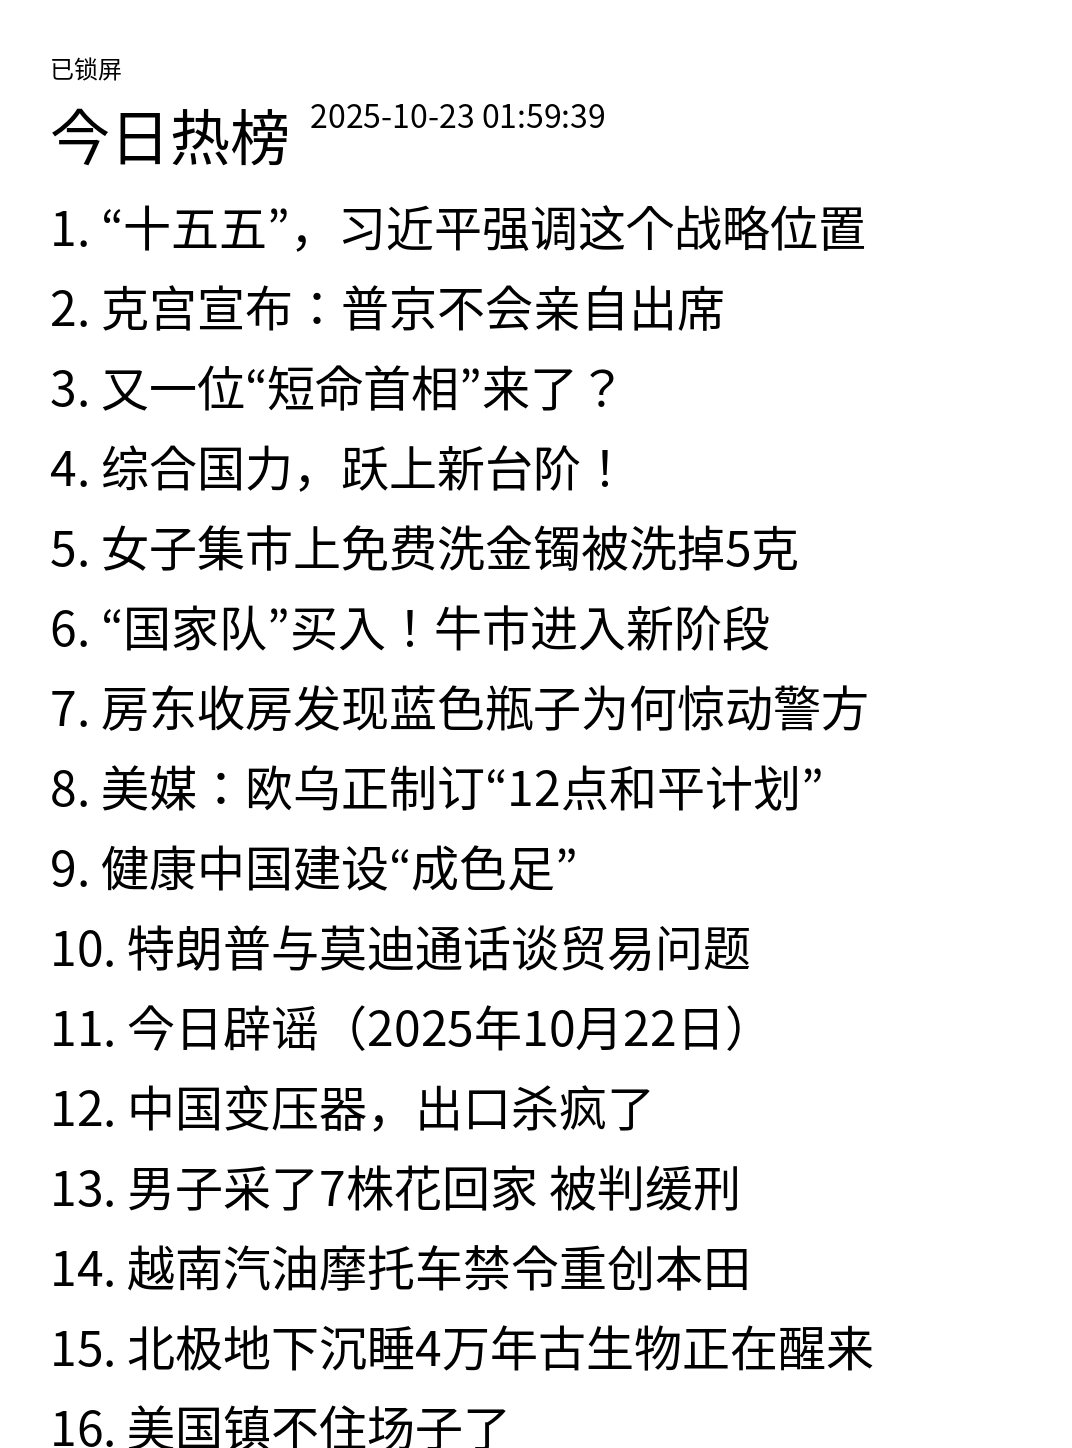 已锁屏
今日热榜 2025-10-23 01:59:39
1. “十五五”，习近平强调这个战略位置
2. 克宫宣布：普京不会亲自出席
3. 又一位“短命首相”来了？
4. 综合国力，跃上新台阶！
5. 女子集市上免费洗金镯被洗掉5克
6. “国家队”买入！牛市进入新阶段
7. 房东收房发现蓝色瓶子为何惊动警方
8. 美媒：欧乌正制订“12点和平计划”
9. 健康中国建设“成色足”
10. 特朗普与莫迪通话谈贸易问题
11. 今日辟谣（2025年10月22日）
12. 中国变压器，出口杀疯了
13. 男子采了7株花回家 被判缓刑
14. 越南汽油摩托车禁令重创本田
15. 北极地下沉睡4万年古生物正在醒来
16. 美国镇不住场子了